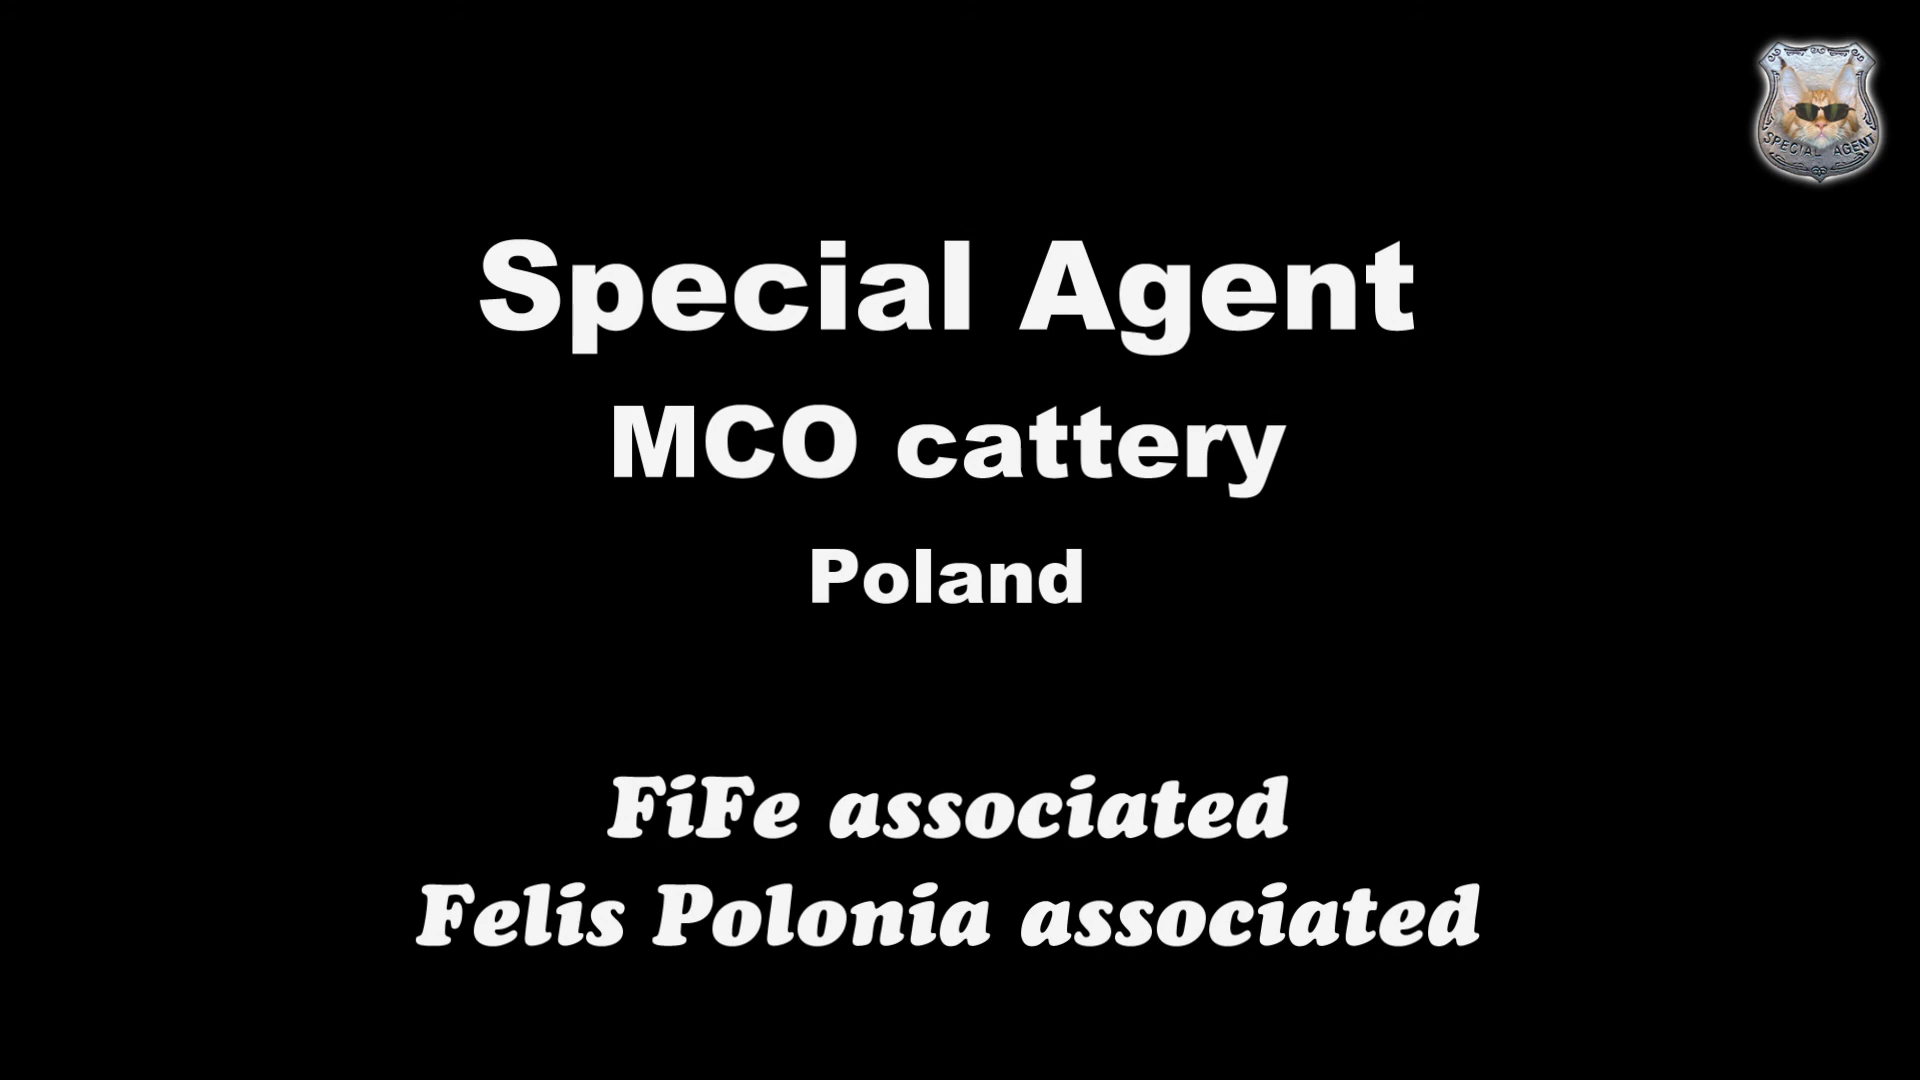 SPECIAL AGENT
Special Agent
MCO cattery
Poland
FiFe associated
Felis Polonia associated